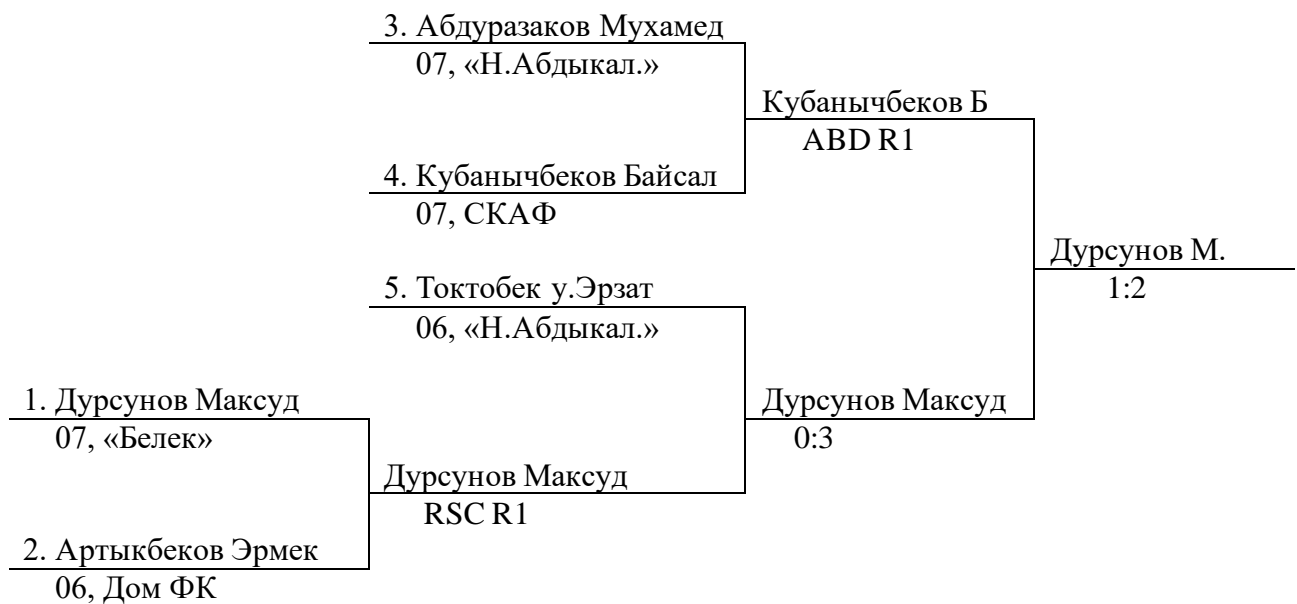 3. Абдуразаков Мухамед
07, «Н.Абдыкал.»
Кубанычбеков Б
ABD R1
4. Кубанычбеков Байсал
07, СКАФ
Дурсунов М.
1:2
5. Токтобек у.Эрзат
06, «Н.Абдыкал.»
1. Дурсунов Максуд
07, «Белек»
Дурсунов Максуд
0:3
Дурсунов Максуд
RSC R1
2. Артыкбеков Эрмек
06, Дом ФК